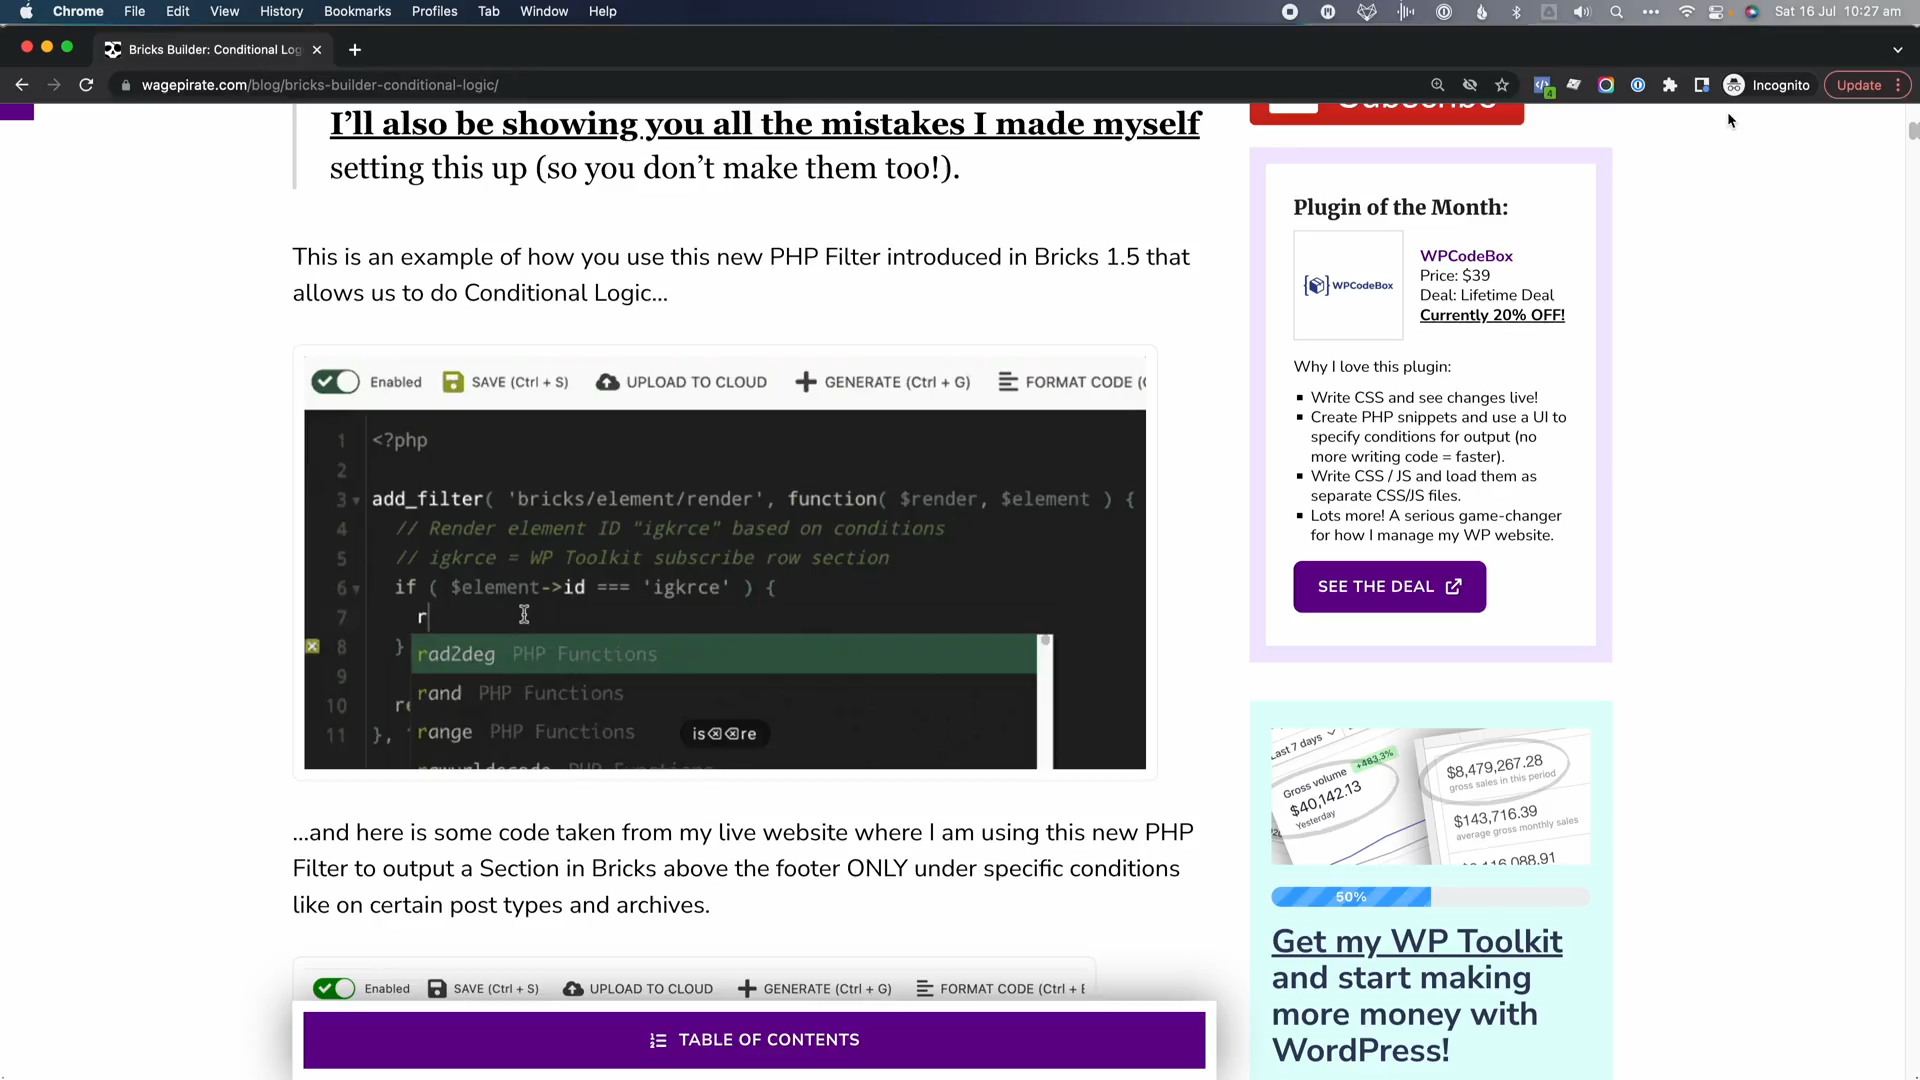 Chrome File Edit View History Bookmarks Profiles Tab Window Help
Sat 16 Jul 10:27 am
Bricks Builder: Conditional Log
wagepirate.com/blog/bricks-builder-conditional-logic/
4
Incognito
Update
I'll also be showing you all the mistakes I made myself
setting this up (so you don't make them too!).
This is an example of how you use this new PHP Filter introduced in Bricks 1.5 that
allows us to do Conditional Logic...
Enabled SAVE (Ctrl + S) UPLOAD TO CLOUD GENERATE (Ctrl + G) FORMAT CODE (
1 <?php
2
3 add_filter( 'bricks/element/render', function( $render, $element ) {
4 // Render element ID "igkrce" based on conditions
5 // igkrce = WP Toolkit subscribe row section
6 if ( $element->id === 'igkrce' ) {
7 r
8 }
rad2deg PHP Functions
9
rand PHP Functions
10 re
range PHP Functions
11 },
is⌫⌫re
PHP Functions
...and here is some code taken from my live website where I am using this new PHP
Filter to output a Section in Bricks above the footer ONLY under specific conditions
like on certain post types and archives.
Enabled SAVE (Ctrl + S) UPLOAD TO CLOUD GENERATE (Ctrl + G) FORMAT CODE (Ctrl +
TABLE OF CONTENTS
Subscribe
Plugin of the Month:
WPCodeBox
WPCodeBox
Price: $39
Deal: Lifetime Deal
Currently 20% OFF!
Why I love this plugin:
Write CSS and see changes live!
Create PHP snippets and use a UI to
specify conditions for output (no
more writing code = faster).
Write CSS / JS and load them as
separate CSS/JS files.
Lots more! A serious game-changer
for how I manage my WP website.
SEE THE DEAL
Last 7 days
+483.3%
Gross volume
$40,142.13
Yesterday
$8,479,267.28
gross sales in this period
$143,716.39
average gross monthly sales
116,088.91
50%
Get my WP Toolkit
and start making
more money with
WordPress!